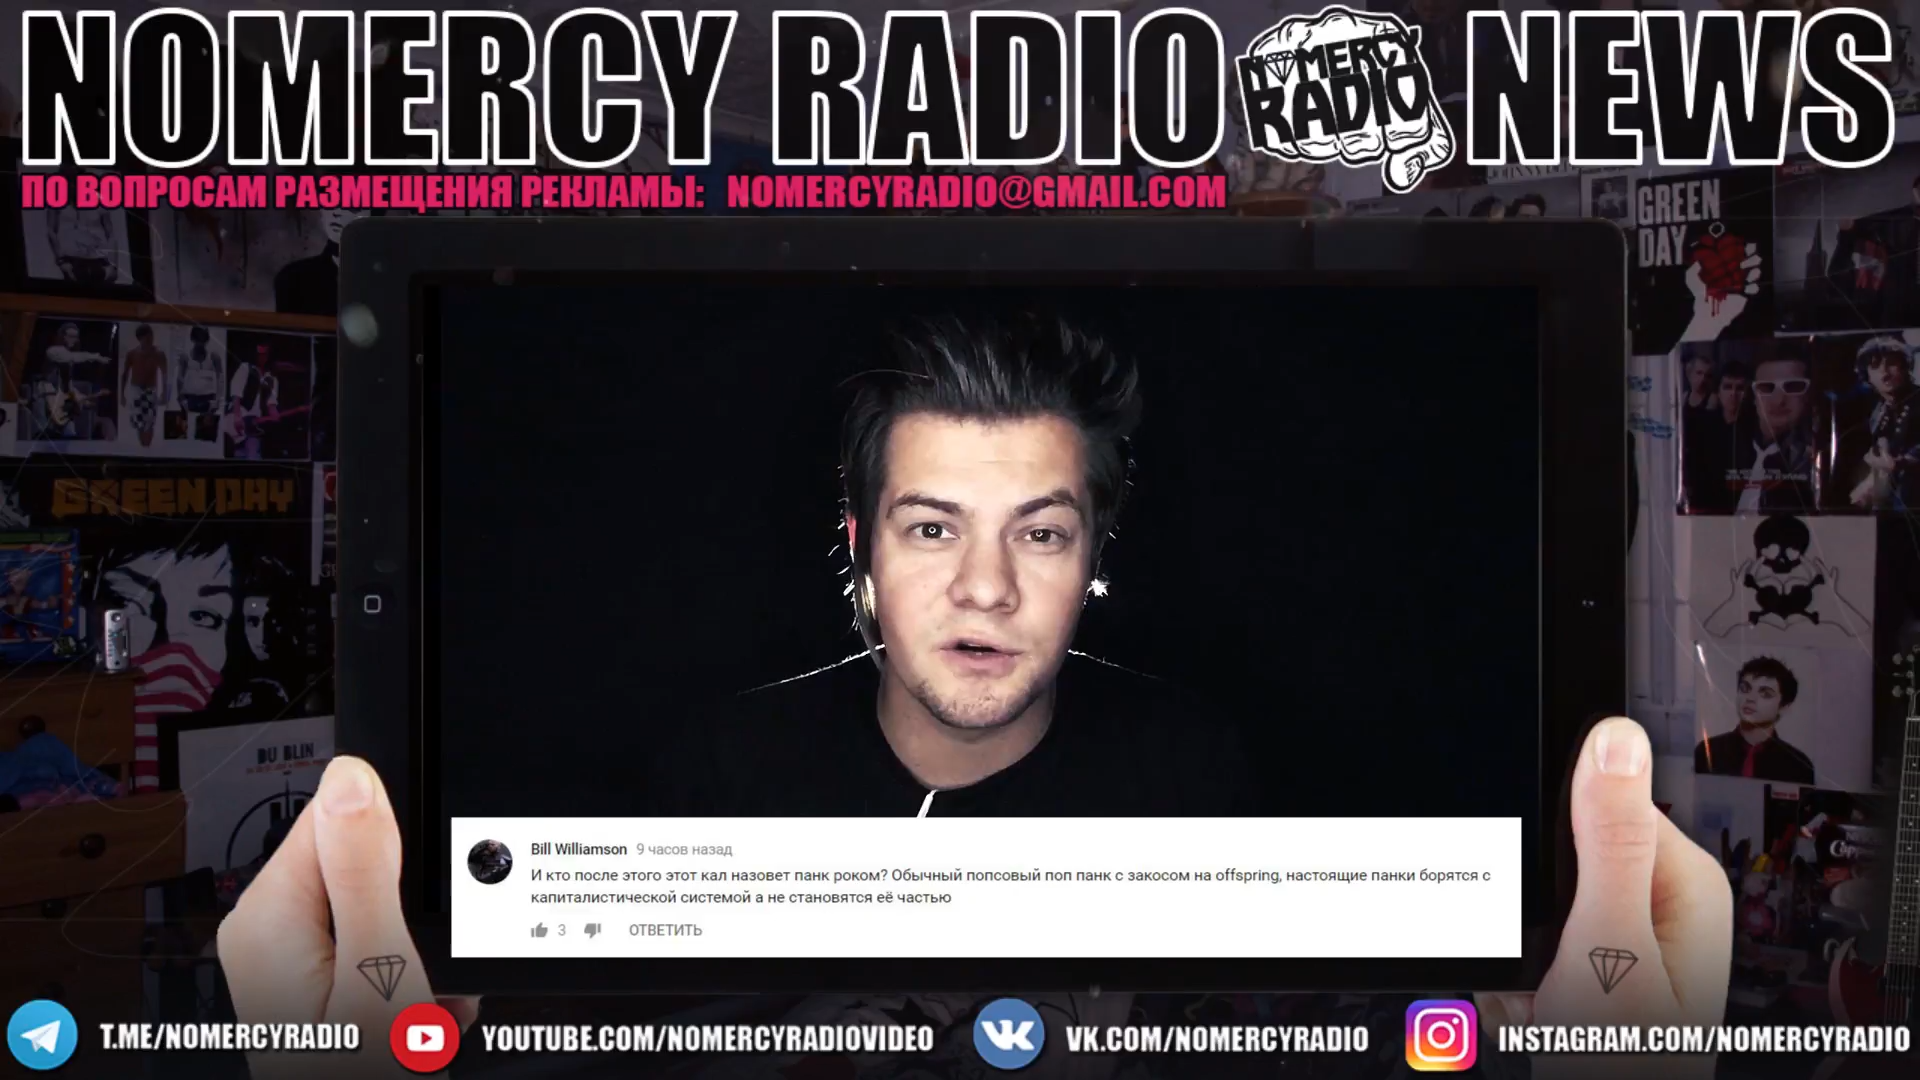 NOMERCY RADIO NOMERCY RADIO NEWS
ПО ВОПРОСАМ РАЗМЕЩЕНИЯ РЕКЛАМЫ: NOMERCYRADIO@GMAIL.COM
GREEN
DAY
GREEN DAY
DU BLIN
Bill Williamson 9 часов назад
И кто после этого этот кал назовет панк роком? Обычный попсовый поп панк с закосом на offspring, настоящие панки борятся с
капиталистической системой а не становятся её частью
3 ОТВЕТИТЬ
T.ME/NOMERCYRADIO YOUTUBE.COM/NOMERCYRADIOVIDEO VK.COM/NOMERCYRADIO INSTAGRAM.COM/NOMERCYRADIO